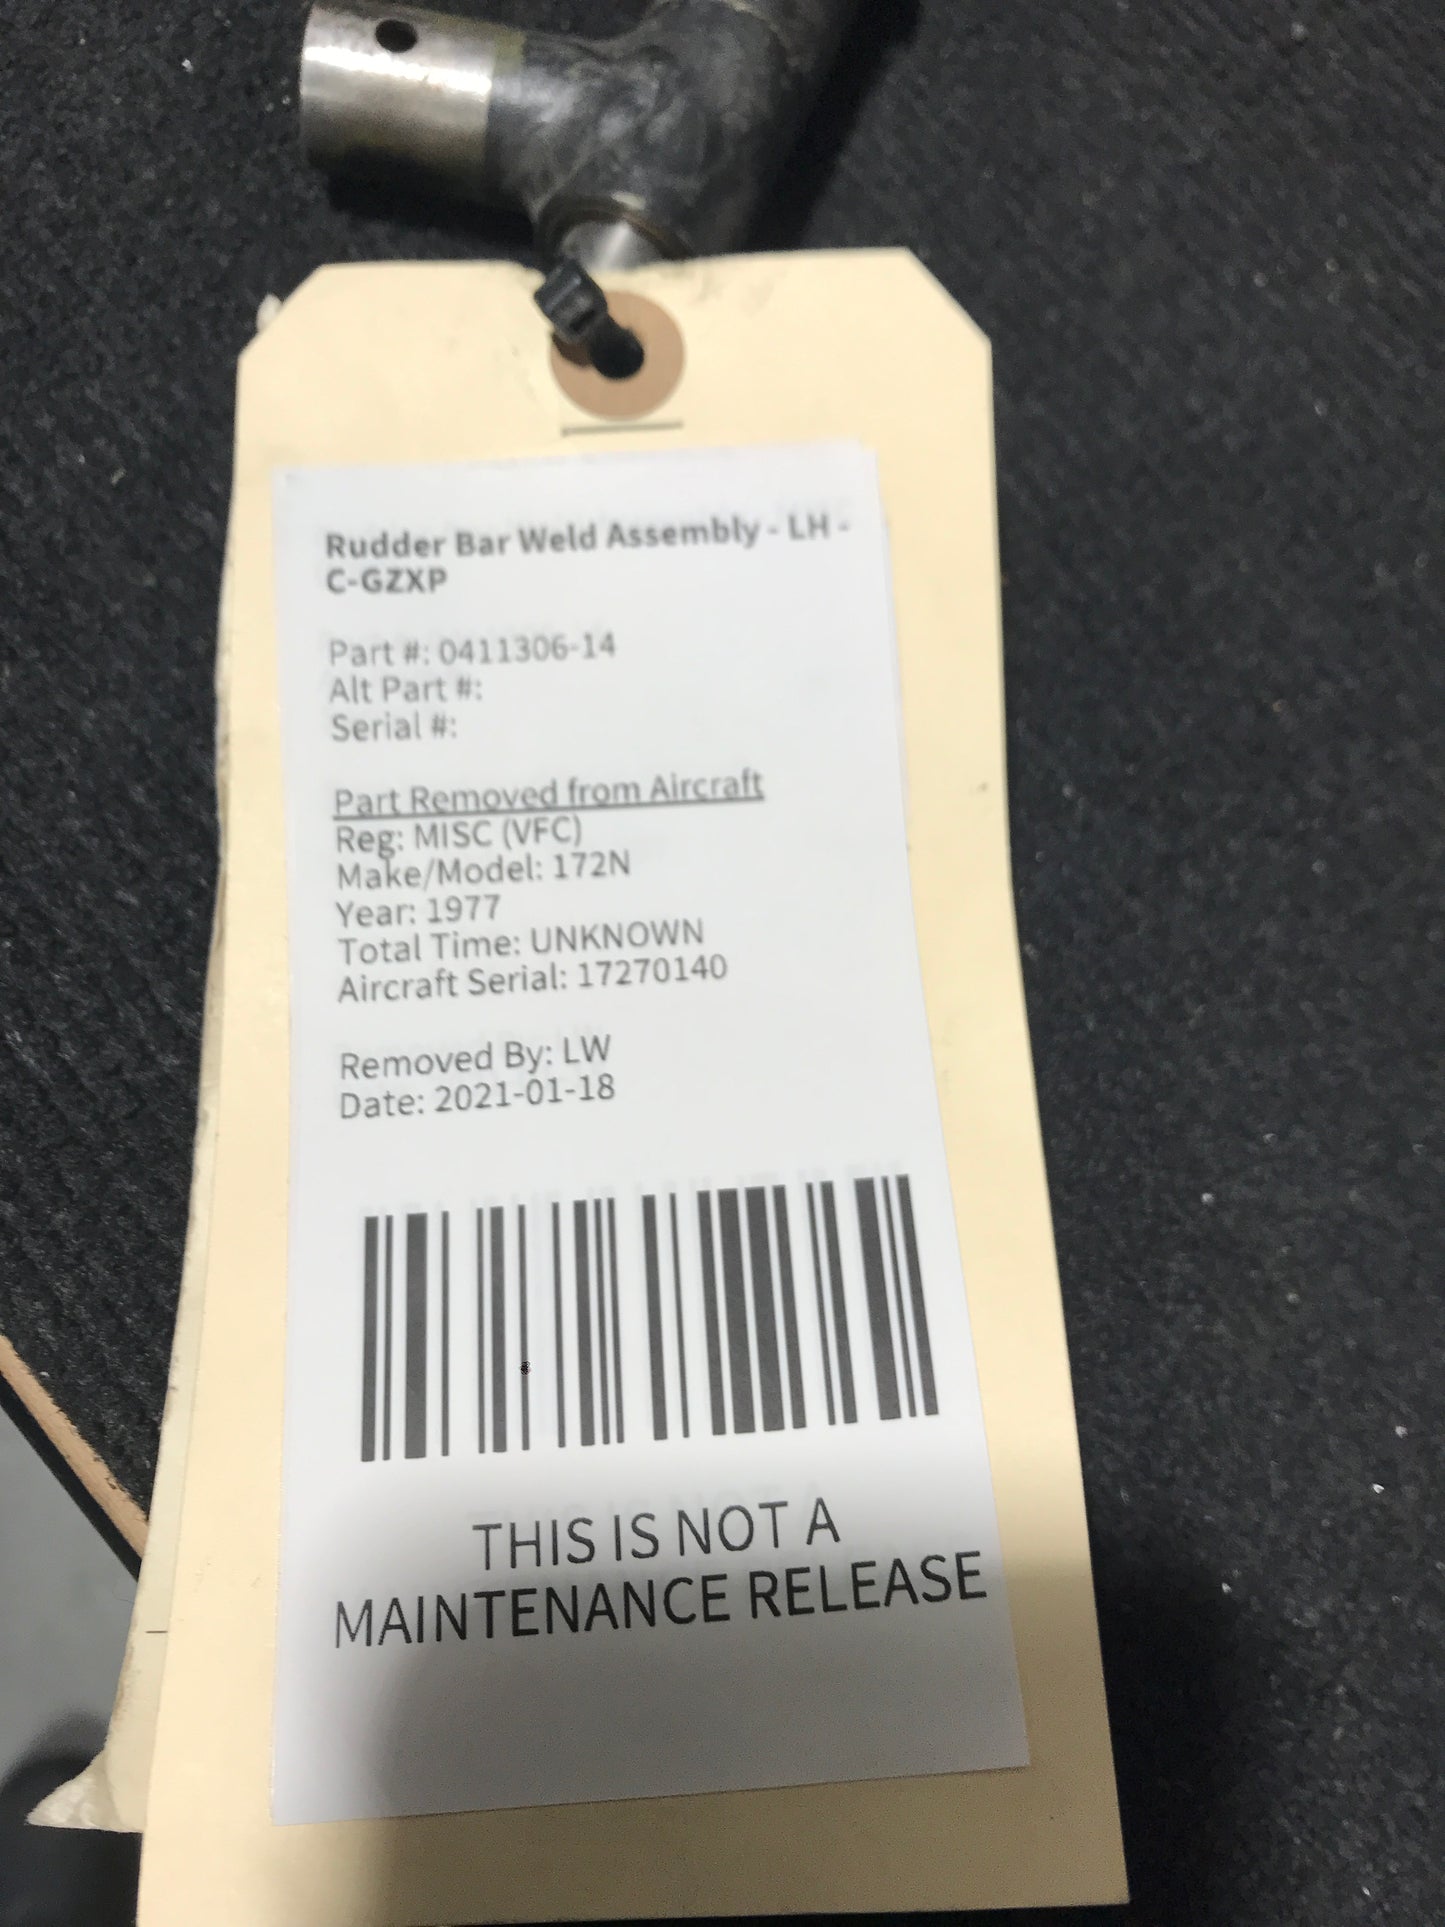 Rudder Bar Weld Assembly - LH -
C-GZXP
Part #: 0411306-14
Alt Part #:
Serial #:
Part Removed from Aircraft
Reg: MISC (VFC)
Make/Model: 172N
Year: 1977
Total Time: UNKNOWN
Aircraft Serial: 17270140
Removed By: LW
Date: 2021-01-18
THIS IS NOT A
MAINTENANCE RELEASE